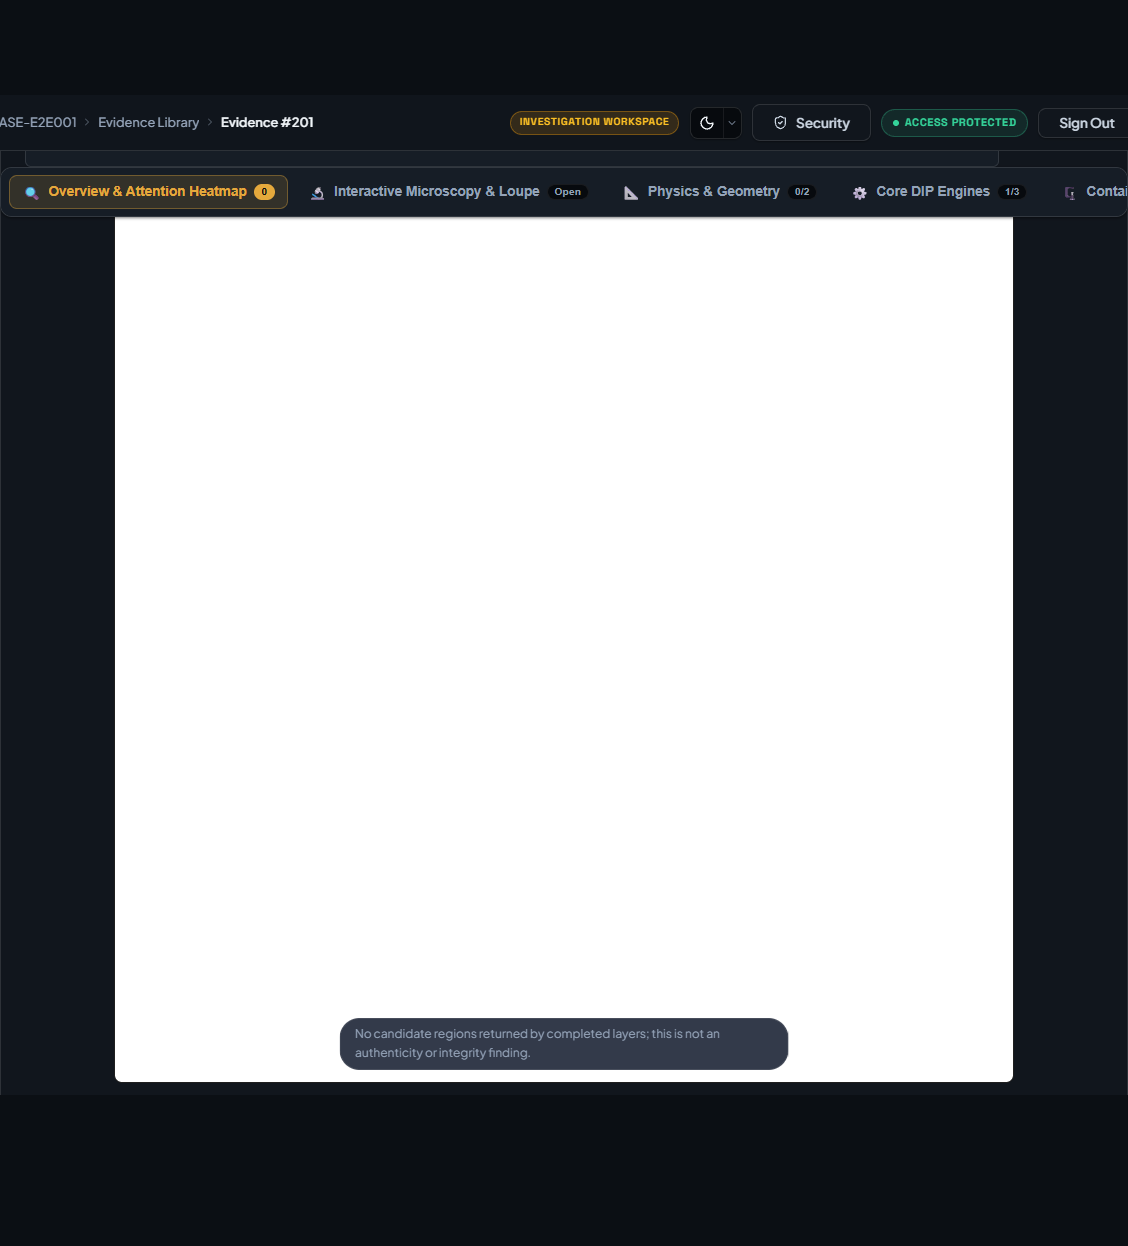 ASE-E2E001 › Evidence Library › Evidence #201 INVESTIGATION WORKSPACE Security ACCESS PROTECTED Sign Out
Overview & Attention Heatmap 0 Interactive Microscopy & Loupe Open Physics & Geometry 0/2 Core DIP Engines 1/3 Contai
No candidate regions returned by completed layers; this is not an
authenticity or integrity finding.